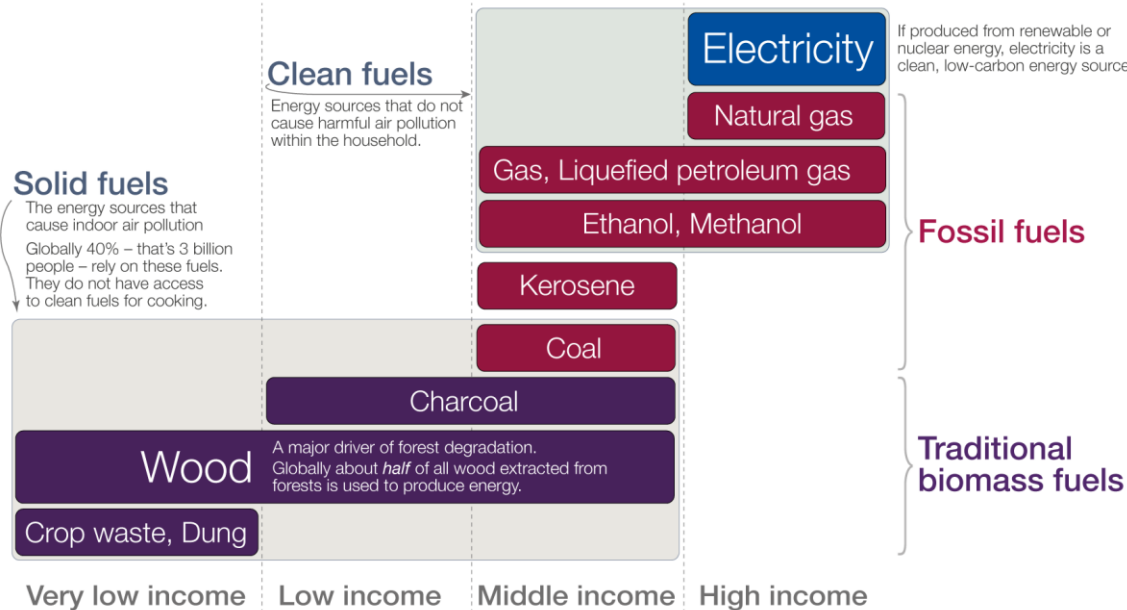 Electricity
If produced from renewable or
nuclear energy, electricity is a
clean, low-carbon energy source
Clean fuels
Energy sources that do not
cause harmful air pollution
within the household.
Natural gas
Gas, Liquefied petroleum gas
Ethanol, Methanol
Fossil fuels
Solid fuels
The energy sources that
cause indoor air pollution
Globally 40% – that's 3 billion
people – rely on these fuels.
They do not have access
to clean fuels for cooking.
Kerosene
Coal
Charcoal
Wood
A major driver of forest degradation.
Globally about half of all wood extracted from
forests is used to produce energy.
Traditional
biomass fuels
Crop waste, Dung
Very low income
Low income
Middle income
High income